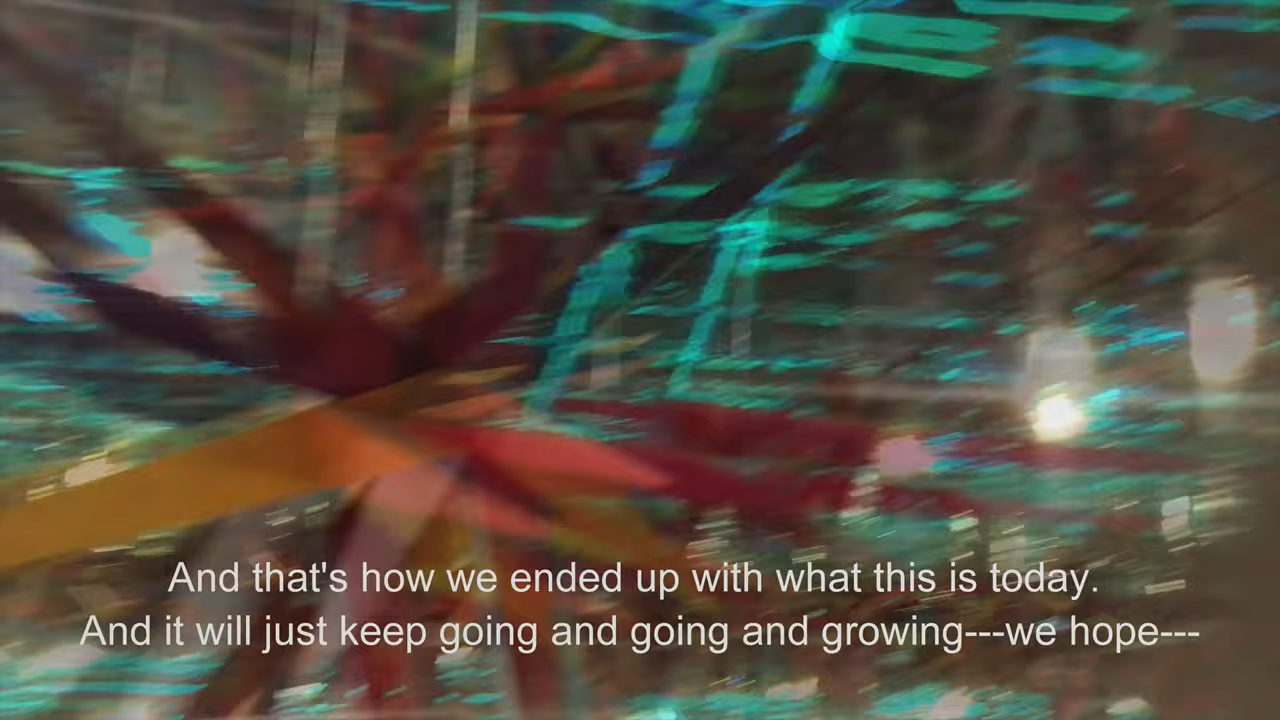 And that's how we ended up with what this is today.
And it will just keep going and going and growing---we hope---